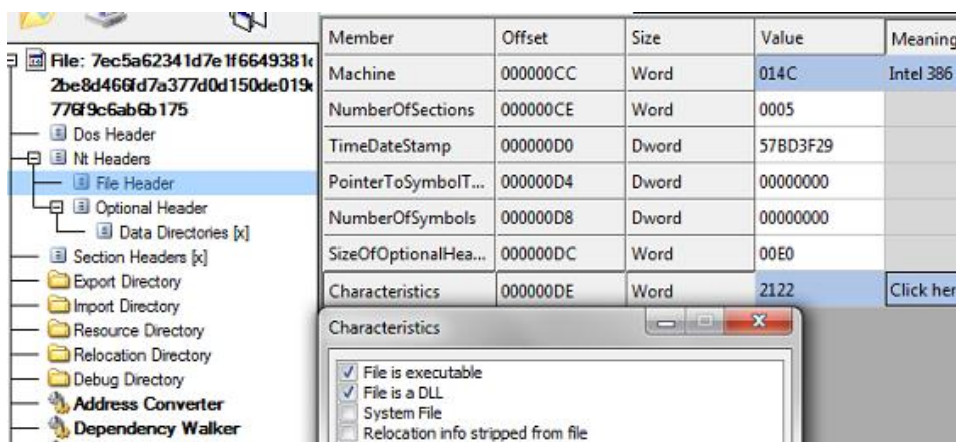 File: 7ec5a62341d7e1f6649381
2be8d466fd7a377d0d150de019
776f9c6ab6b175
Dos Header
Nt Headers
File Header
Optional Header
Data Directories [x]
Section Headers [x]
Export Directory
Import Directory
Resource Directory
Relocation Directory
Debug Directory
Address Converter
Dependency Walker
Member Offset Size Value Meaning
Machine 000000CC Word 014C Intel 386
NumberOfSections 000000CE Word 0005
TimeDateStamp 000000D0 Dword 57BD3F29
PointerToSymbolT... 000000D4 Dword 00000000
NumberOfSymbols 000000D8 Dword 00000000
SizeOfOptionalHea... 000000DC Word 00E0
Characteristics 000000DE Word 2122 Click her
Characteristics
File is executable
File is a DLL
System File
Relocation info stripped from file